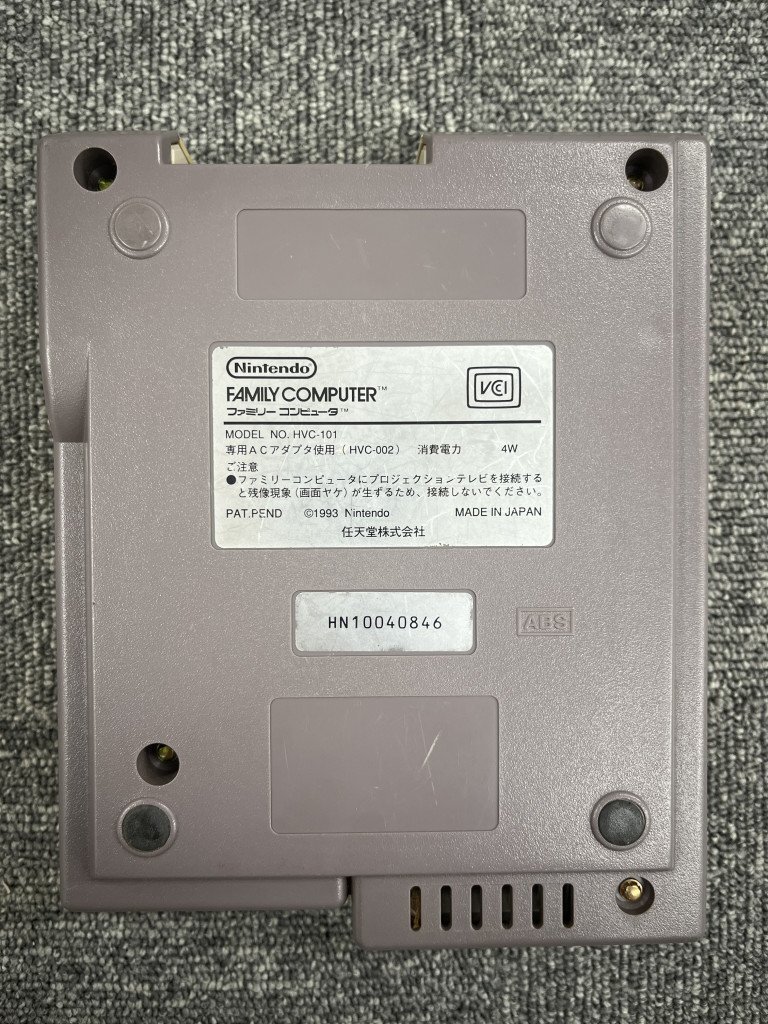 Nintendo
FAMILY COMPUTER™
ファミリー コンピュータ™
VCI
MODEL NO. HVC-101
専用ACアダプタ使用(HVC-002) 消費電力 4W
ご注意
●ファミリーコンピュータにプロジェクションテレビを接続する
と残像現象(画面ヤケ)が生ずるため、接続しないでください。
PAT.PEND ©1993 Nintendo MADE IN JAPAN
任天堂株式会社
HN10040846
ABS